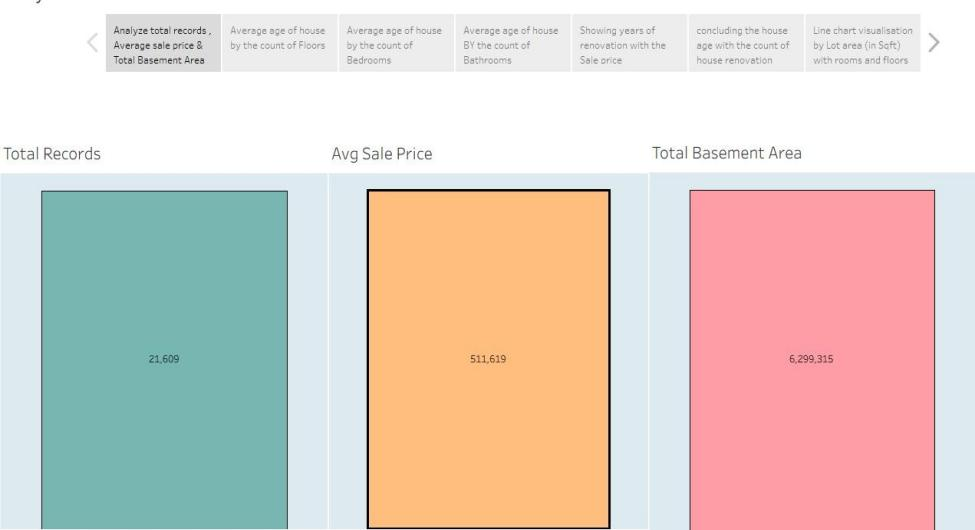 Analyze total records ,
Average sale price &
Total Basement Area
Average age of house
by the count of Floors
Average age of house
by the count of
Bedrooms
Average age of house
BY the count of
Bathrooms
Showing years of
renovation with the
Sale price
concluding the house
age with the count of
house renovation
Line chart visualisation
by Lot area (in Sqft)
with rooms and floors
Total Records
Avg Sale Price
Total Basement Area
21,609
511,619
6,299,315